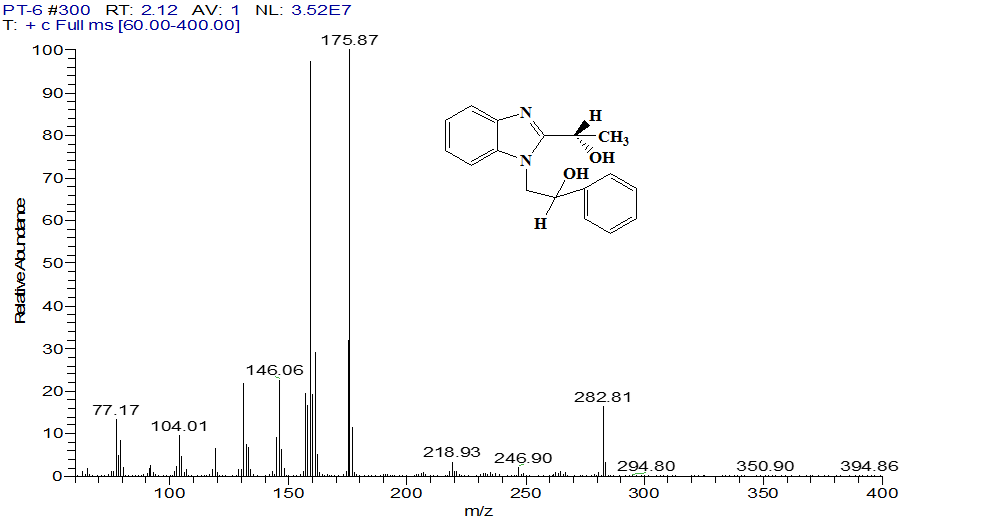 PT-6 #300 RT: 2.12 AV: 1 NL: 3.52E7
T: + c Full ms [60.00-400.00]
175.87
100
90
80
70
60
50
40
30
20
10
0
Relative Abundance
N
N
H
CH3
OH
OH
H
282.81
146.06
77.17
104.01
218.93
246.90
294.80
350.90
394.86
100
150
200
250
300
350
400
m/z